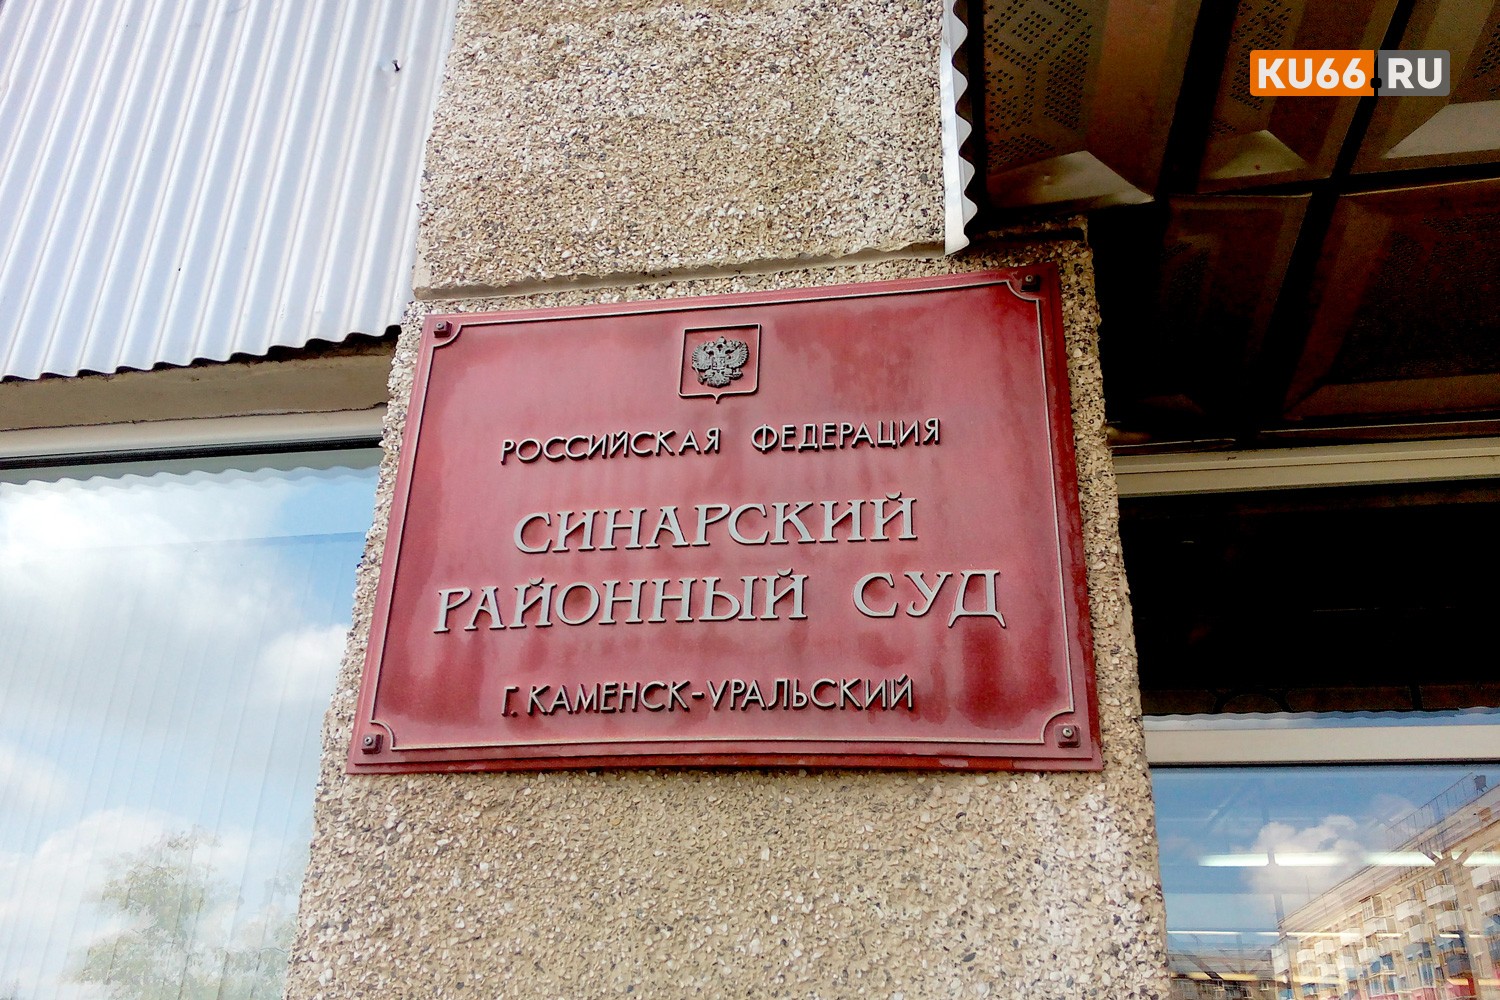 KU66.RU
РОССИЙСКАЯ ФЕДЕРАЦИЯ
СИНАРСКИЙ
РАЙОННЫЙ СУД
Г. КАМЕНСК-УРАЛЬСКИЙ